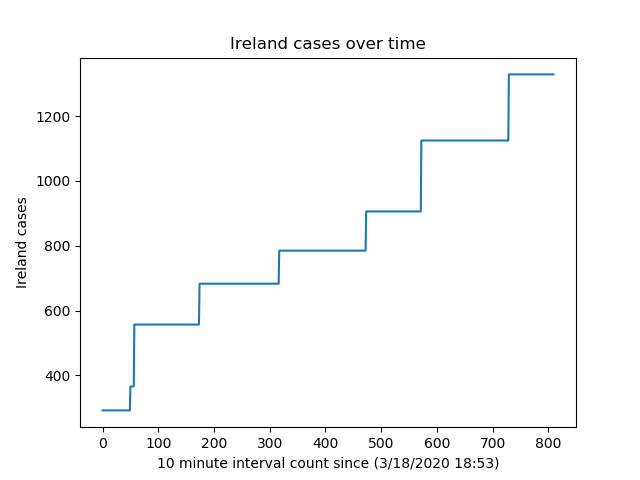 Ireland cases over time
1200
1000
800
600
400
Ireland cases
0 100 200 300 400 500 600 700 800
10 minute interval count since (3/18/2020 18:53)